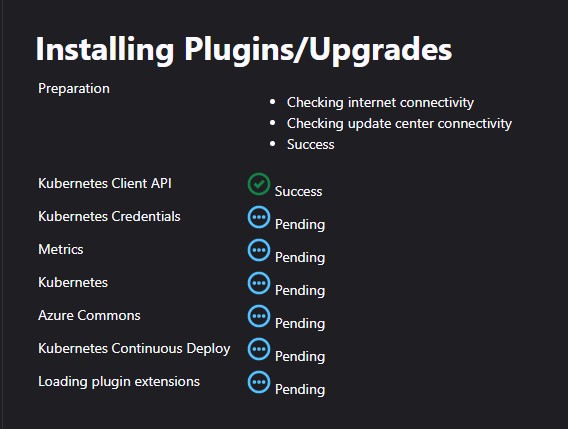 Installing Plugins/Upgrades
Preparation
Checking internet connectivity
Checking update center connectivity
Success
Kubernetes Client API Success
Kubernetes Credentials Pending
Metrics Pending
Kubernetes Pending
Azure Commons Pending
Kubernetes Continuous Deploy Pending
Loading plugin extensions Pending